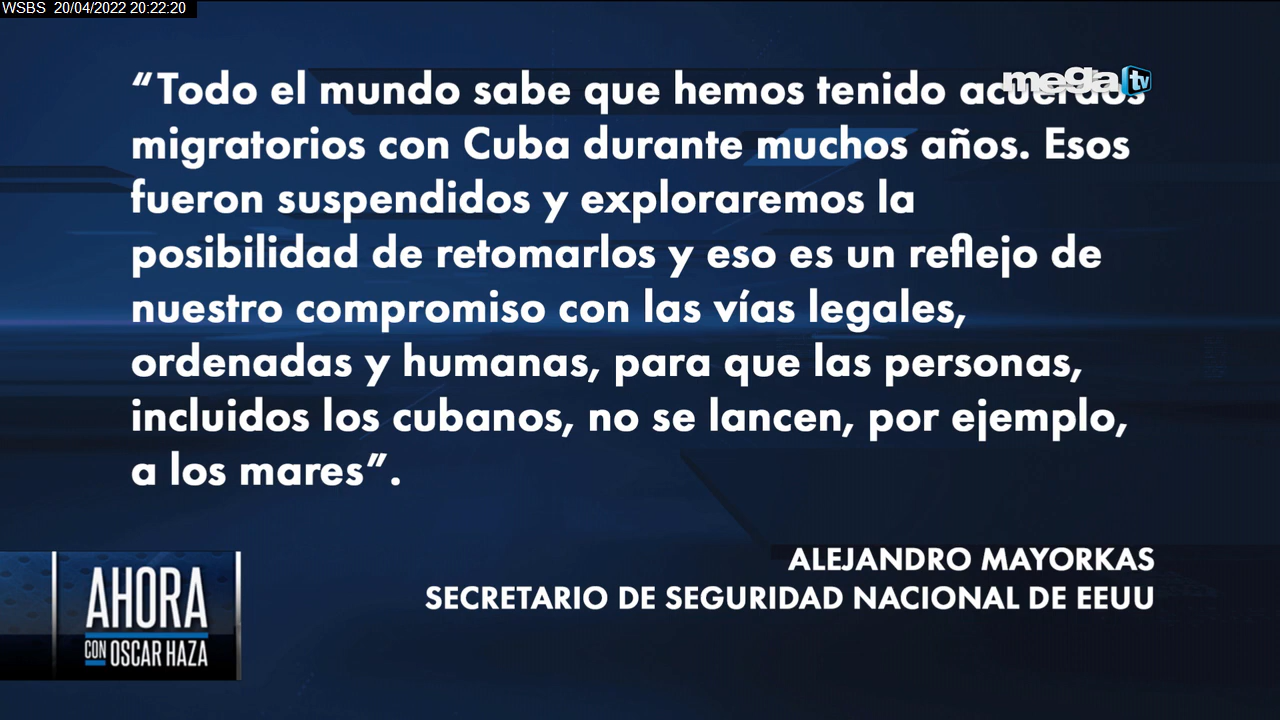 WSBS 20/04/2022 20:22:20
mega tv
“Todo el mundo sabe que hemos tenido acuerdos
migratorios con Cuba durante muchos años. Esos
fueron suspendidos y exploraremos la
posibilidad de retomarlos y eso es un reflejo de
nuestro compromiso con las vías legales,
ordenadas y humanas, para que las personas,
incluidos los cubanos, no se lancen, por ejemplo,
a los mares”.
ALEJANDRO MAYORKAS
SECRETARIO DE SEGURIDAD NACIONAL DE EEUU
AHORA
CON OSCAR HAZA